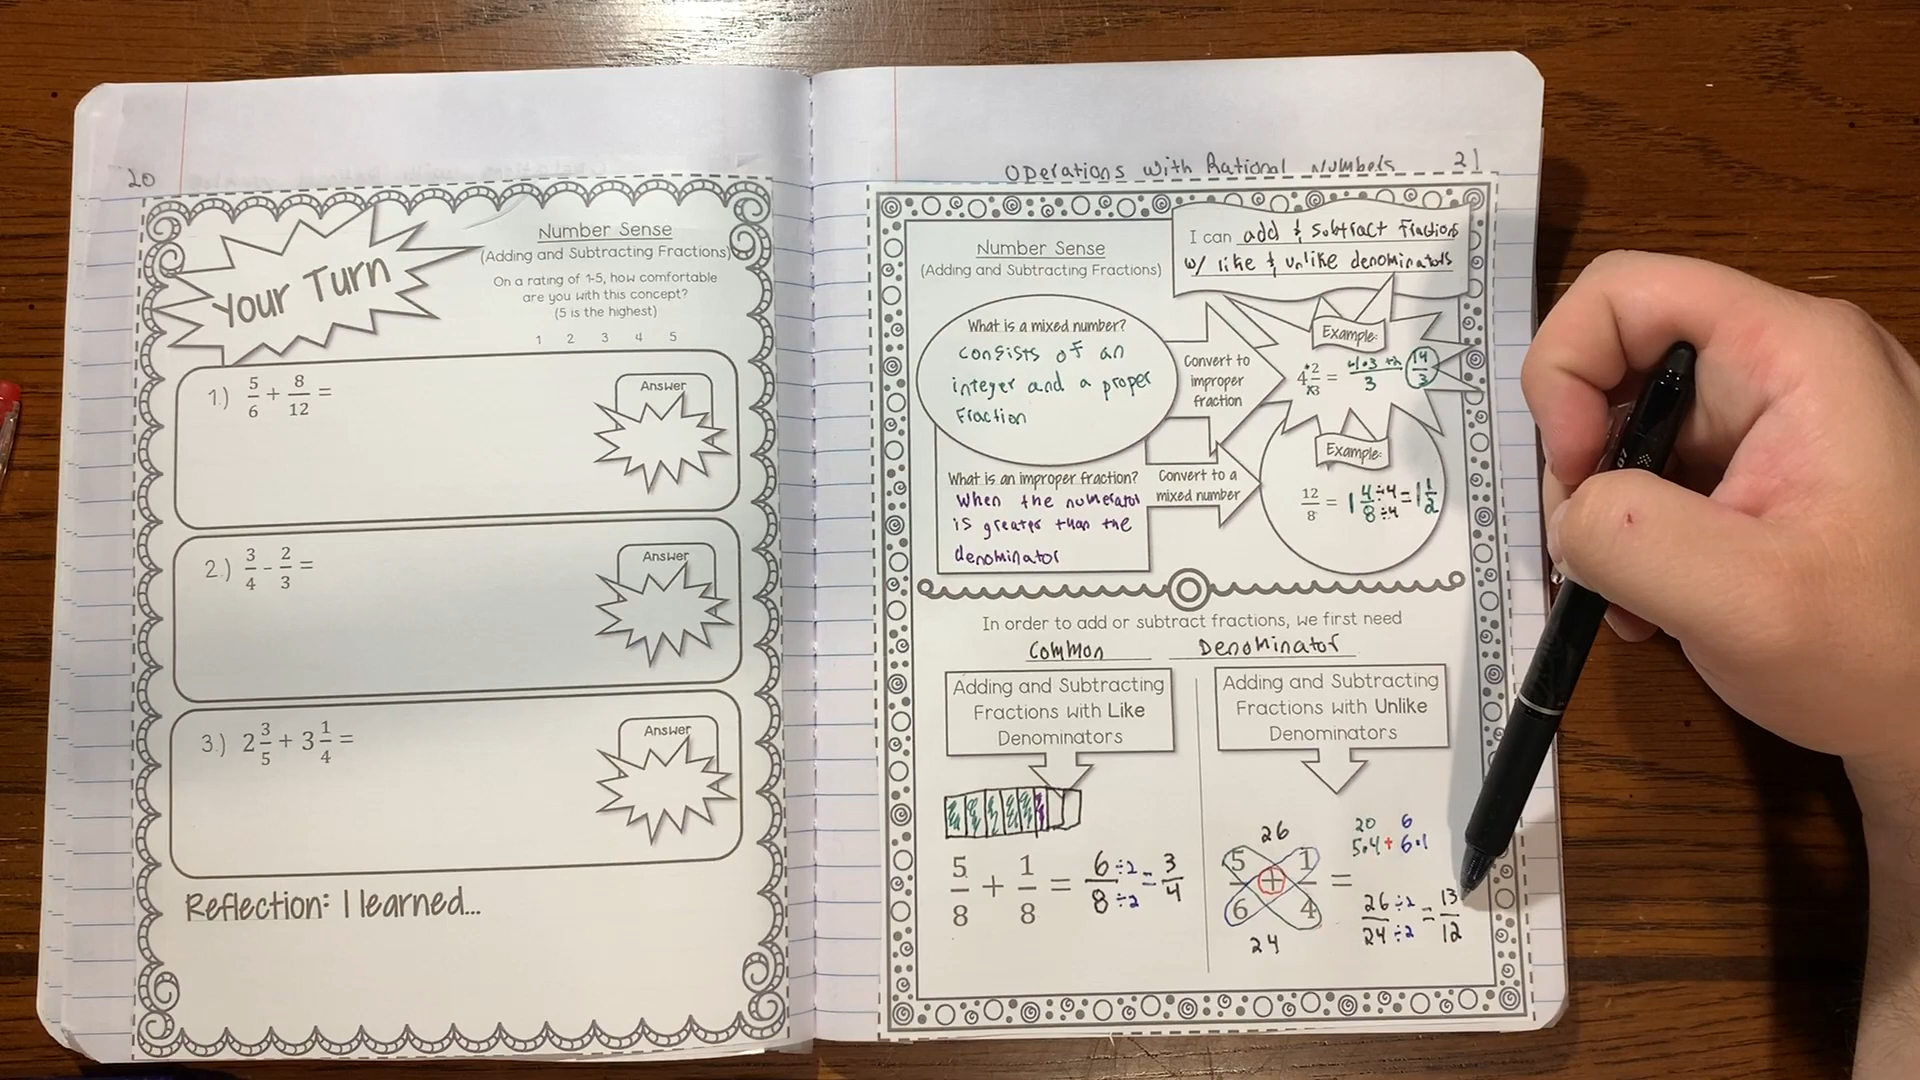 20
Your Turn
Number Sense
(Adding and Subtracting Fractions)
On a rating of 1-5, how comfortable
are you with this concept?
(5 is the highest)
1 2 3 4 5
1.) 5/6 + 8/12 =
Answer
2.) 3/4 - 2/3 =
Answer
3.) 2 3/5 + 3 1/4 =
Answer
Reflection: I learned...
Operations with Rational Numbers 21
Number Sense
(Adding and Subtracting Fractions)
I can add & subtract fractions
w/ like & unlike denominators
What is a mixed number?
consists of an
integer and a proper
fraction
Convert to
improper
fraction
Example:
4 2/3 = 4·3+2/3 14/3
What is an improper fraction?
When the numerator
is greater than the
denominator
Convert to a
mixed number
Example:
12/8 = 1 4÷4/8÷4 = 1 1/2
In order to add or subtract fractions, we first need
Common Denominator
Adding and Subtracting
Fractions with Like
Denominators
5/8 + 1/8 = 6÷2/8÷2 = 3/4
Adding and Subtracting
Fractions with Unlike
Denominators
26
5/6 + 1/4 =
24
20 6
5·4 + 6·1
26÷2/24÷2 = 13/12